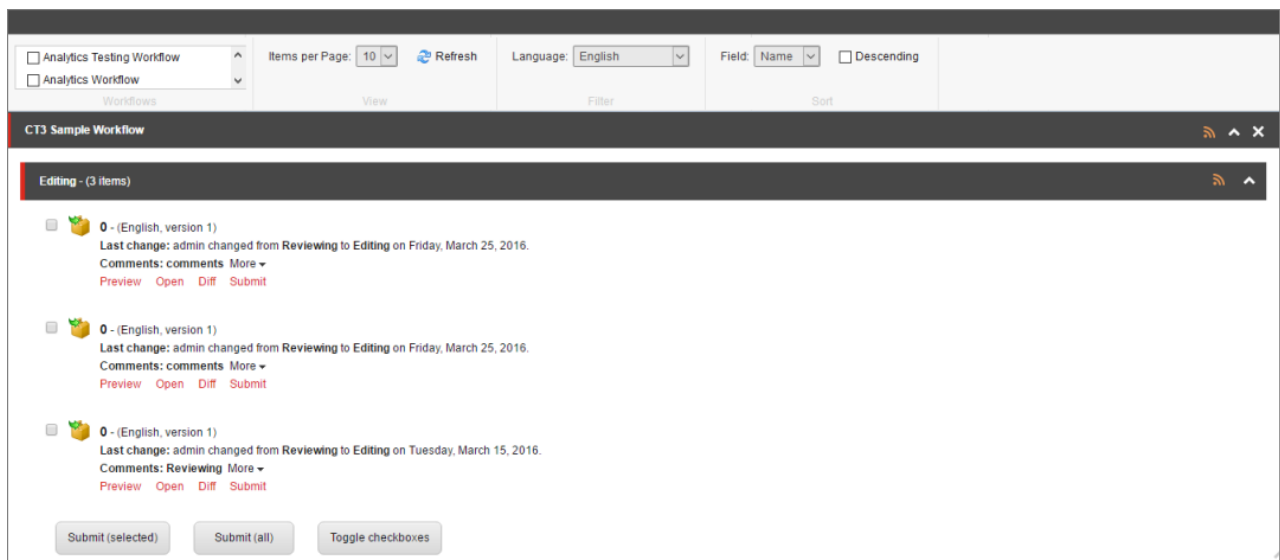 Analytics Testing Workflow
Analytics Workflow
Workflows
Items per Page: 10 Refresh
View
Language: English
Filter
Field: Name Descending
Sort
CT3 Sample Workflow
Editing - (3 items)
0 - (English, version 1)
Last change: admin changed from Reviewing to Editing on Friday, March 25, 2016.
Comments: comments More
Preview Open Diff Submit
0 - (English, version 1)
Last change: admin changed from Reviewing to Editing on Friday, March 25, 2016.
Comments: comments More
Preview Open Diff Submit
0 - (English, version 1)
Last change: admin changed from Reviewing to Editing on Tuesday, March 15, 2016.
Comments: Reviewing More
Preview Open Diff Submit
Submit (selected) Submit (all) Toggle checkboxes